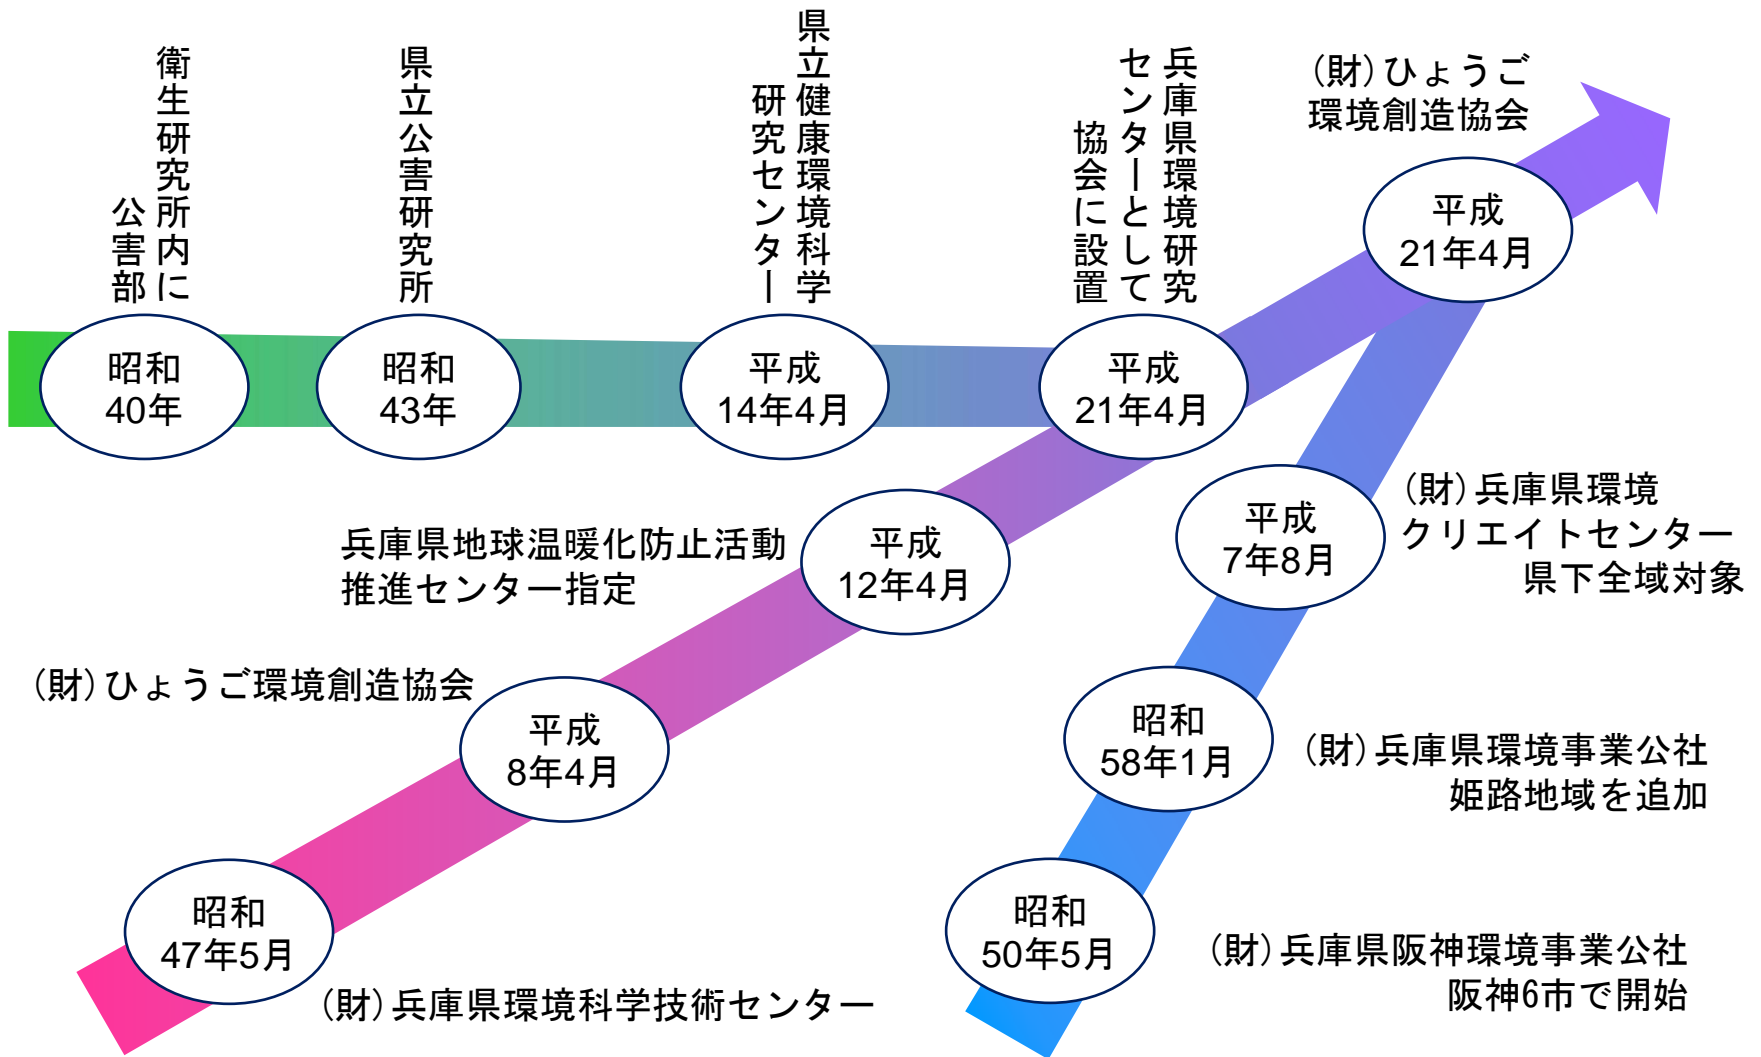 衛生研究所内に
公害部
昭和
40年
県立公害研究所
昭和
43年
県立健康環境科学
研究センター
平成
14年4月
兵庫県環境研究
センターとして
協会に設置
平成
21年4月
(財)ひょうご
環境創造協会
平成
21年4月
兵庫県地球温暖化防止活動
推進センター指定
平成
12年4月
(財)ひょうご環境創造協会
平成
8年4月
昭和
47年5月
(財)兵庫県環境科学技術センター
平成
7年8月
(財)兵庫県環境
クリエイトセンター
県下全域対象
昭和
58年1月
(財)兵庫県環境事業公社
姫路地域を追加
昭和
50年5月
(財)兵庫県阪神環境事業公社
阪神6市で開始